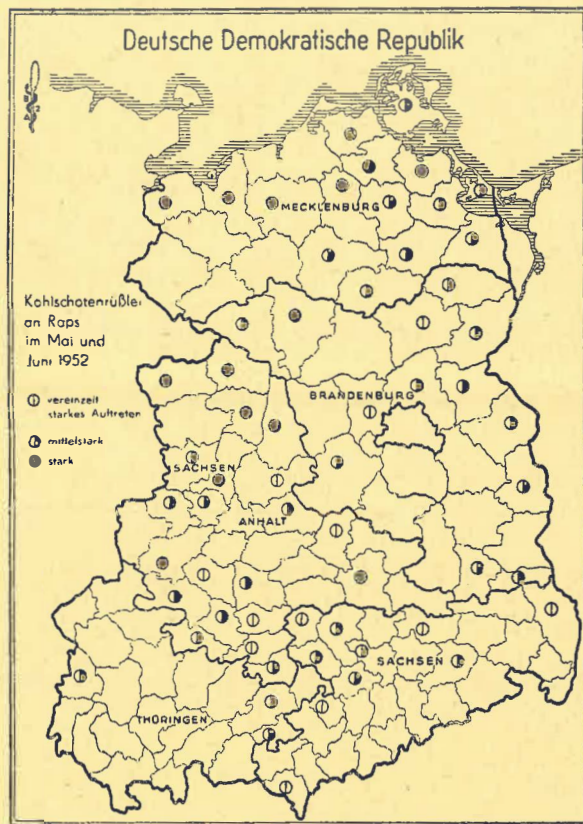 Deutsche Demokratische Republik
MECKLENBURG
Kohlschotenrüßler
an Raps
im Mai und
Juni 1952
vereinzelt
starkes Auftreten
mittelstark
stark
BRANDENBURG
SACHSEN
ANHALT
SACHSEN
THÜRINGEN